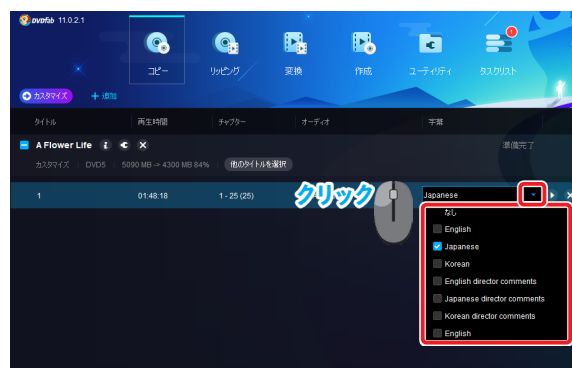 DVDFab 11.0.2.1
コピー
リッピング
変換
作成
ユーティリティ
タスクリスト
1
カスタマイズ
+ 追加
タイトル 再生時間 チャプター オーディオ 字幕
A Flower Life i 準備完了
カスタマイズ DVD5 5090 MB -> 4300 MB 84% 他のタイトルを選択
1 01:48:18 1 - 25 (25) クリック Japanese
なし
English
Japanese
Korean
English director comments
Japanese director comments
Korean director comments
English